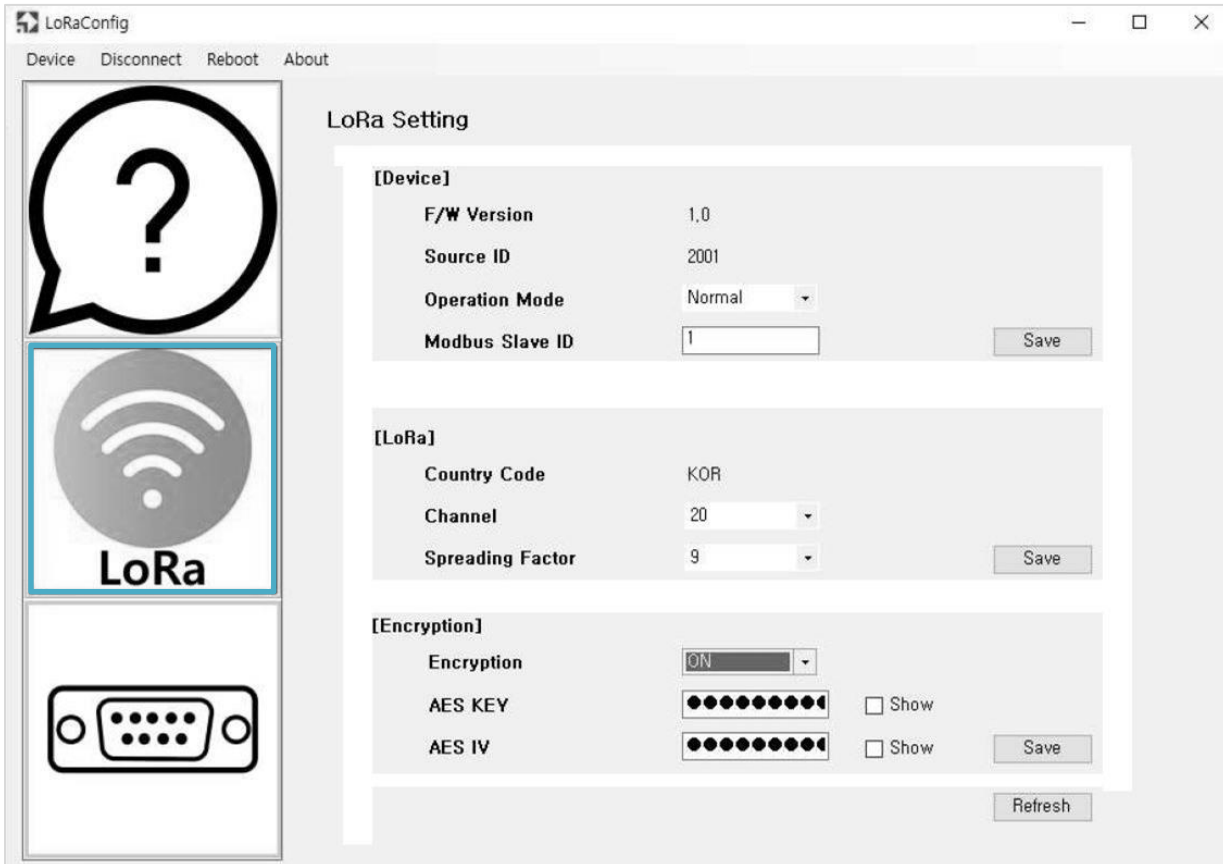 LoRaConfig
Device Disconnect Reboot About
LoRa Setting
[Device]
F/₩ Version 1,0
Source ID 2001
Operation Mode Normal
Modbus Slave ID 1 Save
[LoRa]
Country Code KOR
Channel 20
Spreading Factor 9 Save
LoRa
[Encryption]
Encryption ON
AES KEY ●●●●●●●●● Show
AES IV ●●●●●●●●● Show Save
Refresh